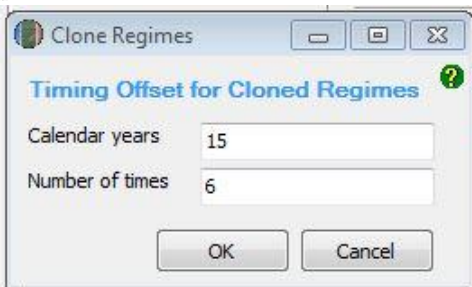 Clone Regimes
Timing Offset for Cloned Regimes
?
Calendar years 15
Number of times 6
OK Cancel